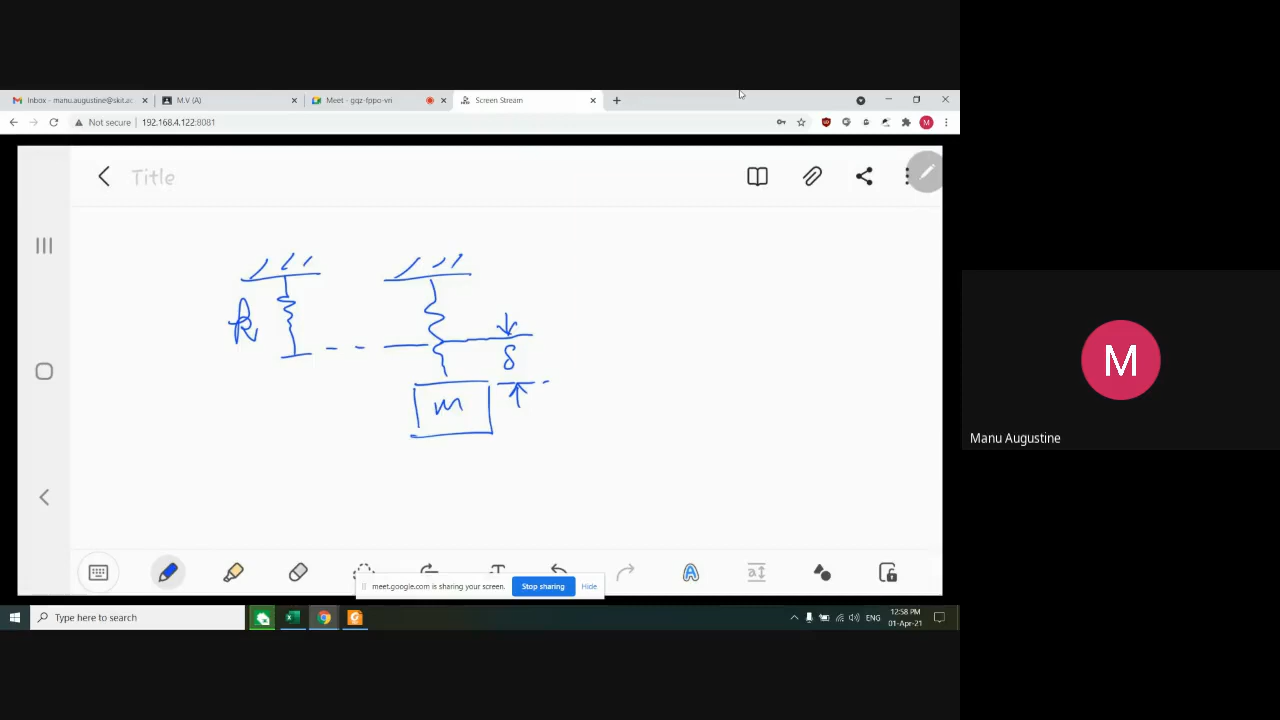 Inbox - manu.augustine@skit.ac
M.V (A)
Meet - gqz-fppo-vri
Screen Stream
Not secure
192.168.4.122:8081
M
Title
k
δ
m
M
Manu Augustine
T
A
a
meet.google.com is sharing your screen.
Stop sharing
Hide
Type here to search
ENG
12:58 PM
01-Apr-21